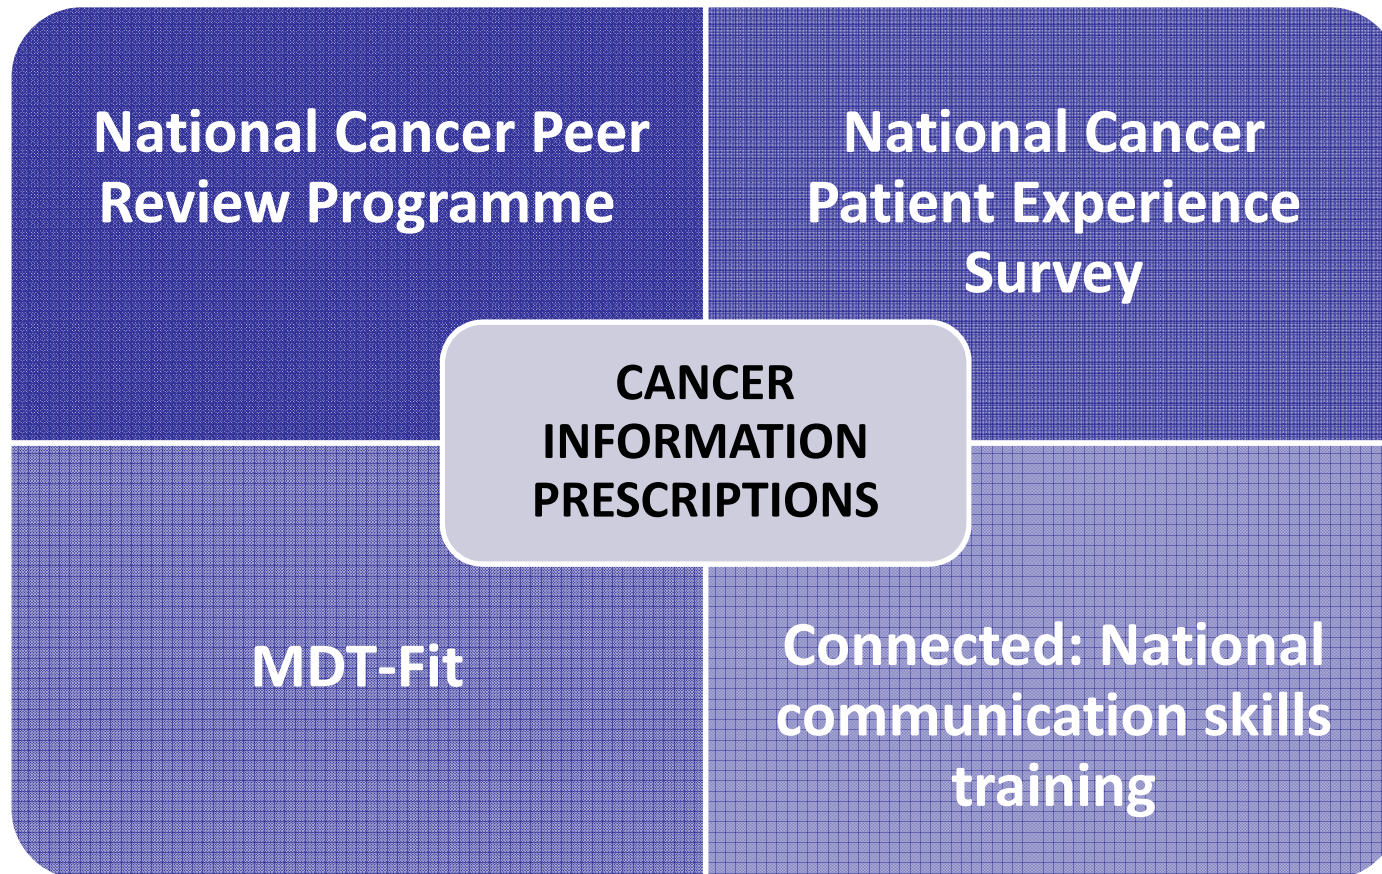 National Cancer Peer
Review Programme
National Cancer
Patient Experience
Survey
CANCER
INFORMATION
PRESCRIPTIONS
MDT-Fit
Connected: National
communication skills
training